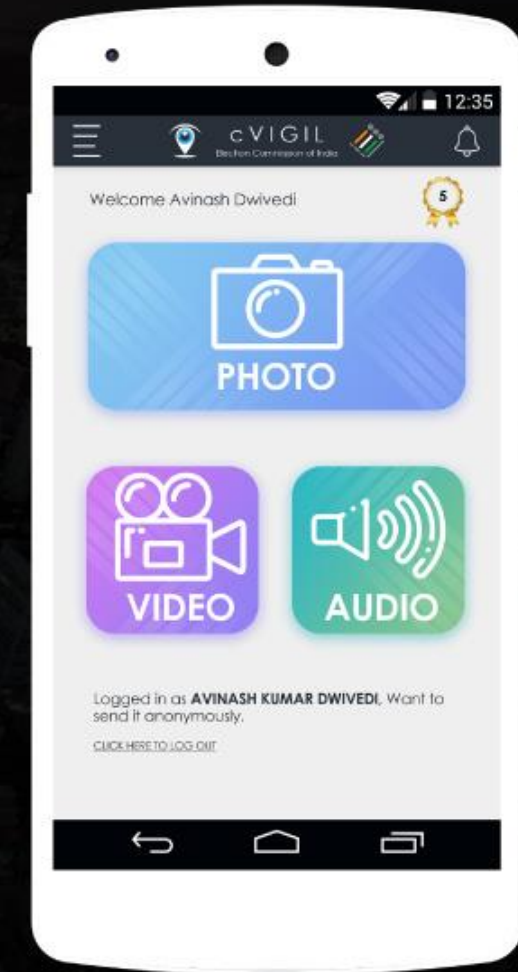 12:35
cVIGIL
Election Commission of India
Welcome Avinash Dwivedi
5
PHOTO
VIDEO
AUDIO
Logged in as AVINASH KUMAR DWIVEDI, Want to
send it anonymously.
CLICK HERE TO LOG OUT